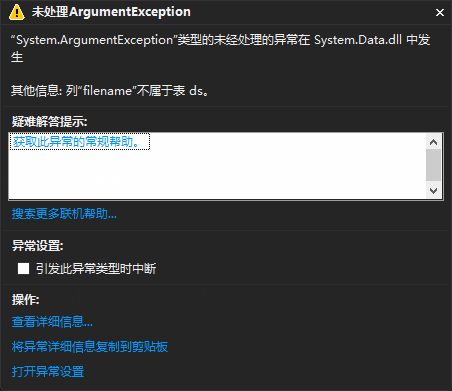 未处理ArgumentException
“System.ArgumentException”类型的未经处理的异常在 System.Data.dll 中发
生
其他信息: 列“filename”不属于表 ds。
疑难解答提示:
获取此异常的常规帮助。
搜索更多联机帮助...
异常设置:
引发此异常类型时中断
操作:
查看详细信息...
将异常详细信息复制到剪贴板
打开异常设置